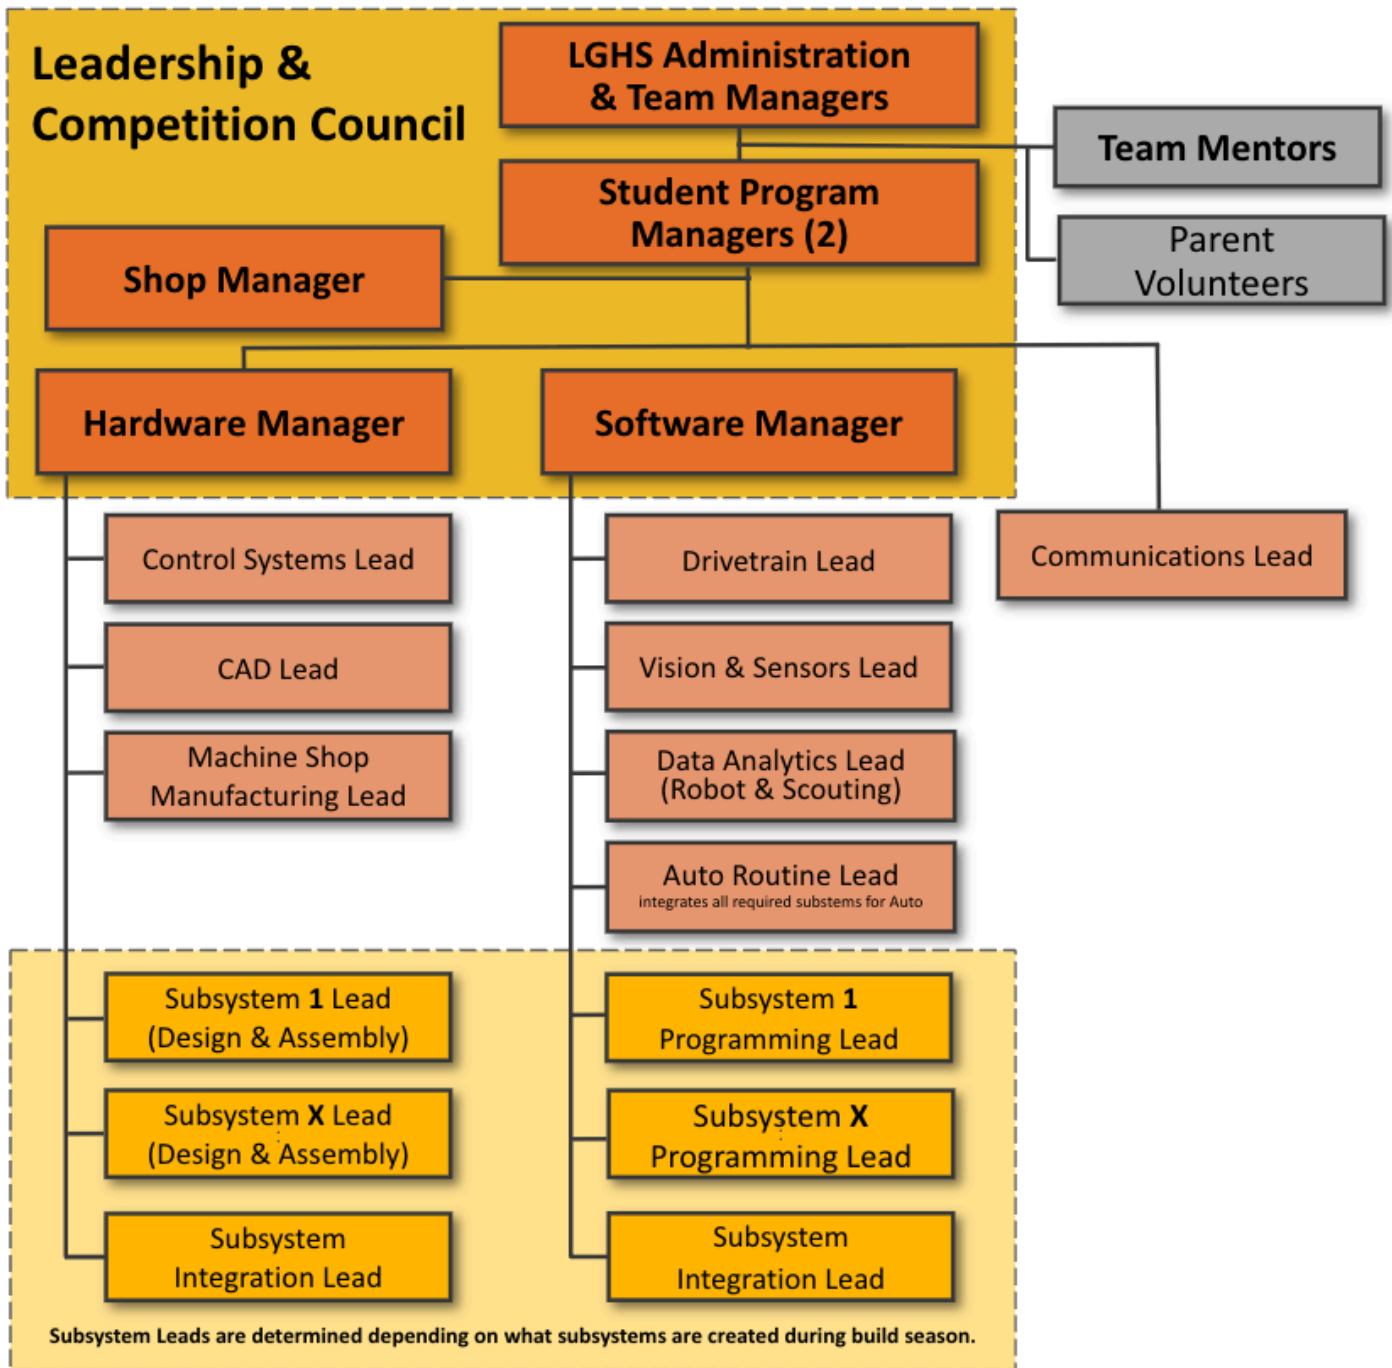 Leadership &
Competition Council
LGHS Administration
& Team Managers
Team Mentors
Student Program
Managers (2)
Parent
Volunteers
Shop Manager
Hardware Manager
Software Manager
Control Systems Lead
Drivetrain Lead
Communications Lead
CAD Lead
Vision & Sensors Lead
Machine Shop
Manufacturing Lead
Data Analytics Lead
(Robot & Scouting)
Auto Routine Lead
integrates all required substems for Auto
Subsystem 1 Lead
(Design & Assembly)
Subsystem 1
Programming Lead
Subsystem X Lead
(Design & Assembly)
Subsystem X
Programming Lead
Subsystem
Integration Lead
Subsystem
Integration Lead
Subsystem Leads are determined depending on what subsystems are created during build season.